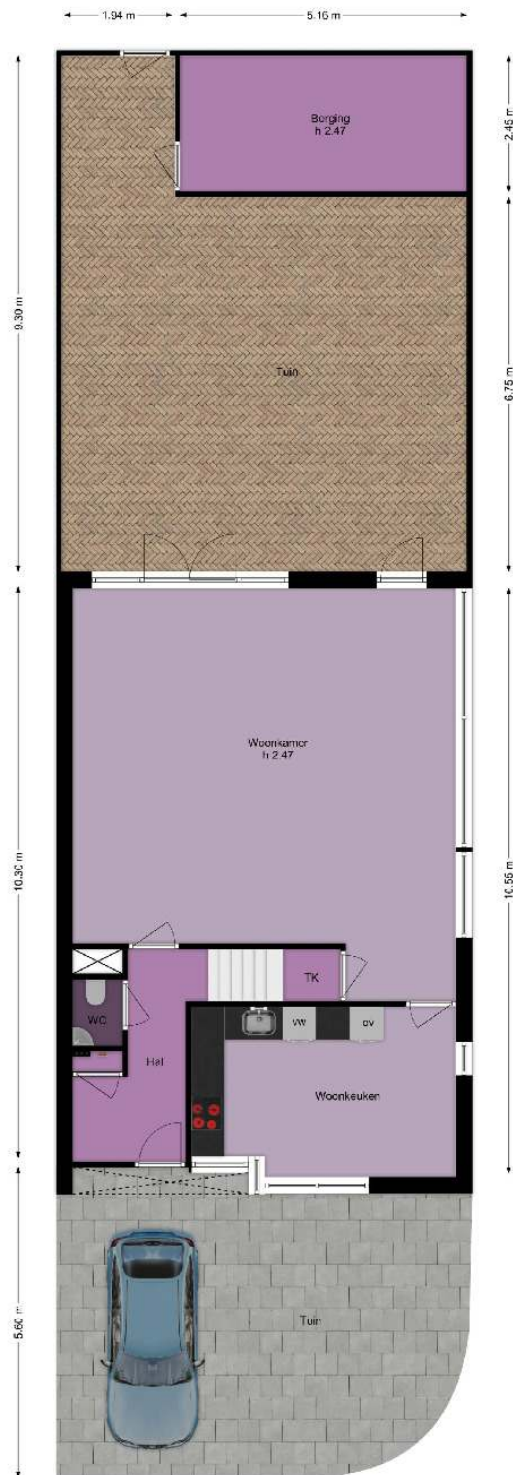 1.94 m
5.16 m
Berging
h 2.47
2.45 m
9.30 m
6.75 m
Tuin
Woonkamer
h 2.47
10.30 m
10.55 m
TK
WC
vw
ov
Hal
Woonkeuken
5.60 m
Tuin